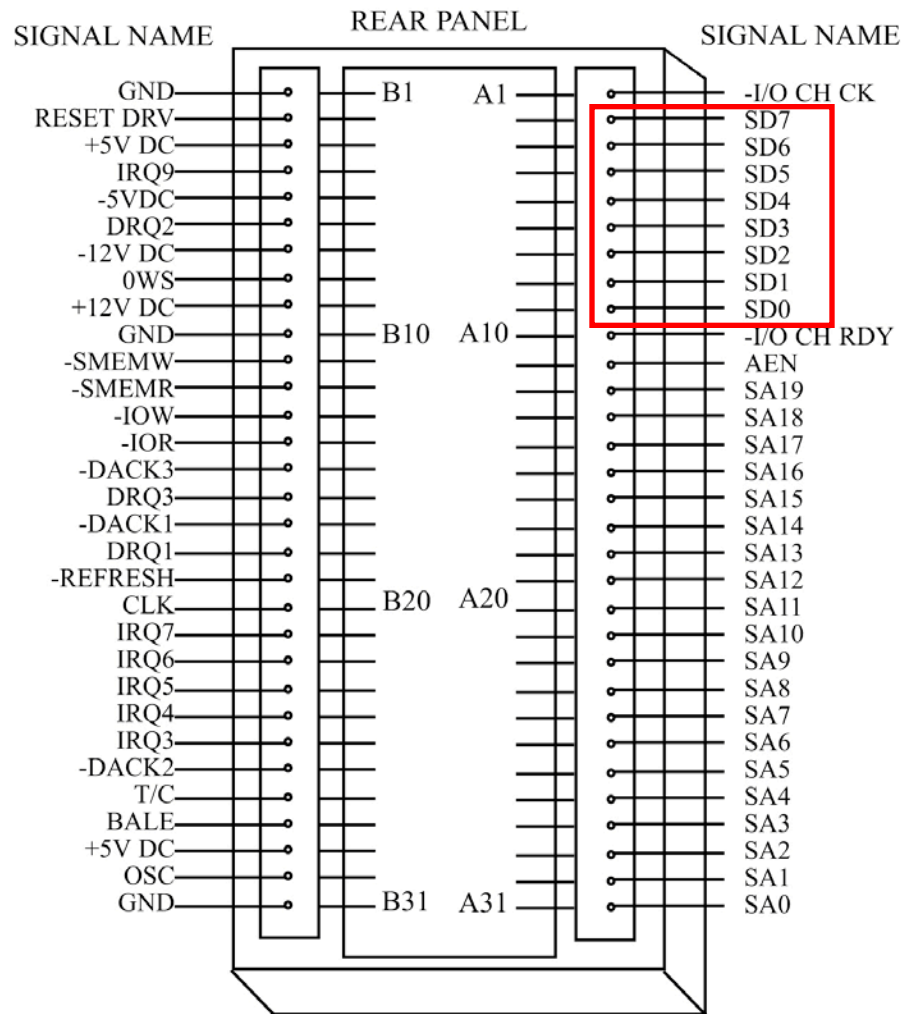 REAR PANEL
SIGNAL NAME SIGNAL NAME
GND B1 A1 -I/O CH CK
RESET DRV SD7
+5V DC SD6
IRQ9 SD5
-5VDC SD4
DRQ2 SD3
-12V DC SD2
0WS SD1
+12V DC SD0
GND B10 A10 -I/O CH RDY
-SMEMW AEN
-SMEMR SA19
-IOW SA18
-IOR SA17
-DACK3 SA16
DRQ3 SA15
-DACK1 SA14
DRQ1 SA13
-REFRESH SA12
CLK B20 A20 SA11
IRQ7 SA10
IRQ6 SA9
IRQ5 SA8
IRQ4 SA7
IRQ3 SA6
-DACK2 SA5
T/C SA4
BALE SA3
+5V DC SA2
OSC SA1
GND B31 A31 SA0